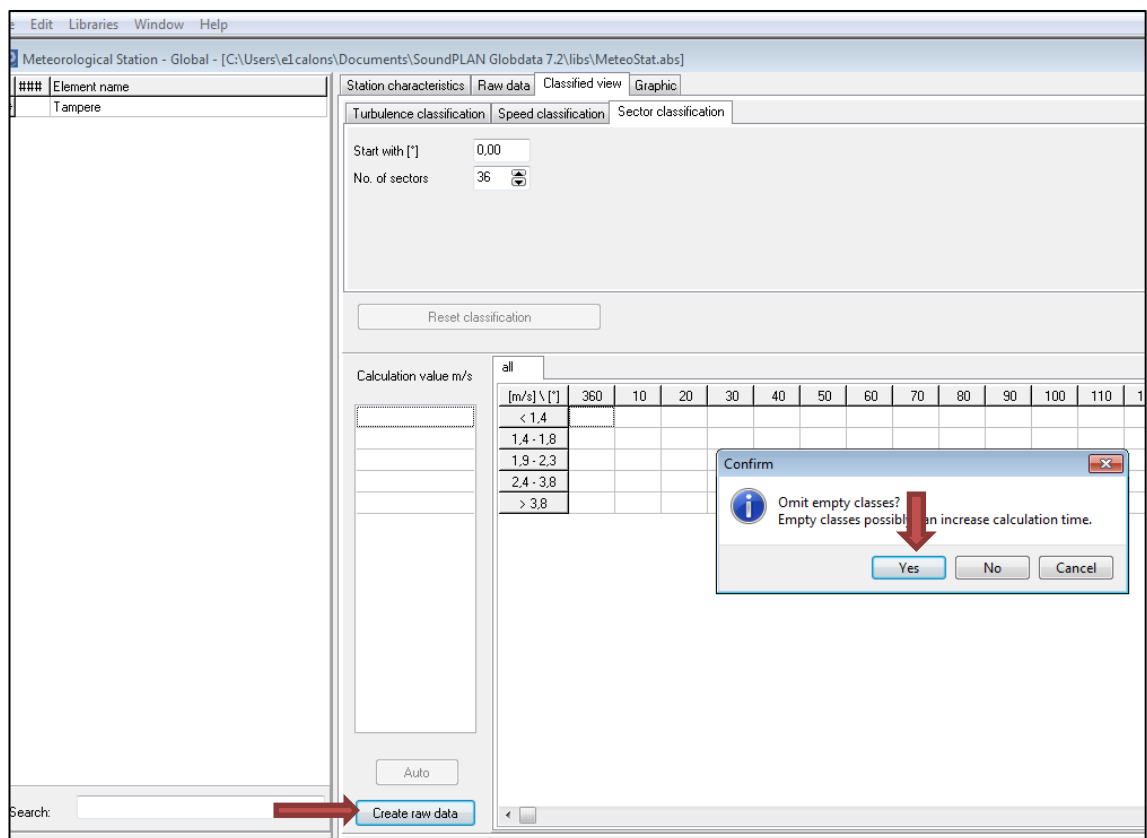 Edit Libraries Window Help
Meteorological Station - Global - [C:\Users\e1calons\Documents\SoundPLAN Globdata 7.2\libs\MeteoStat.abs]
### Element name
Tampere
Station characteristics Raw data Classified view Graphic
Turbulence classification Speed classification Sector classification
Start with [°] 0,00
No. of sectors 36
Reset classification
Calculation value m/s
all
[m/s] \ [°] 360 10 20 30 40 50 60 70 80 90 100 110
< 1,4
1,4 - 1,8
1,9 - 2,3
2,4 - 3,8
> 3,8
Confirm
Omit empty classes?
Empty classes increase calculation time.
Yes No Cancel
Auto
Search:
Create raw data